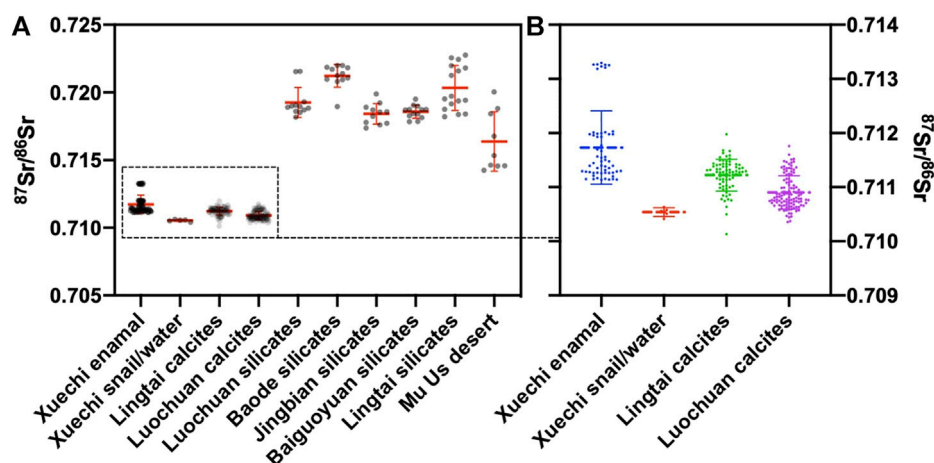 A
B
0.725
0.720
0.715
0.710
0.705
87Sr/86Sr
Xuechi enamal
Xuechi snail/water
Lingtai calcites
Luochuan calcites
Luochuan silicates
Baode silicates
Jingbian silicates
Baiguoyuan silicates
Lingtai silicates
Mu Us desert
0.714
0.713
0.712
0.711
0.710
0.709
87Sr/86Sr
Xuechi enamal
Xuechi snail/water
Lingtai calcites
Luochuan calcites